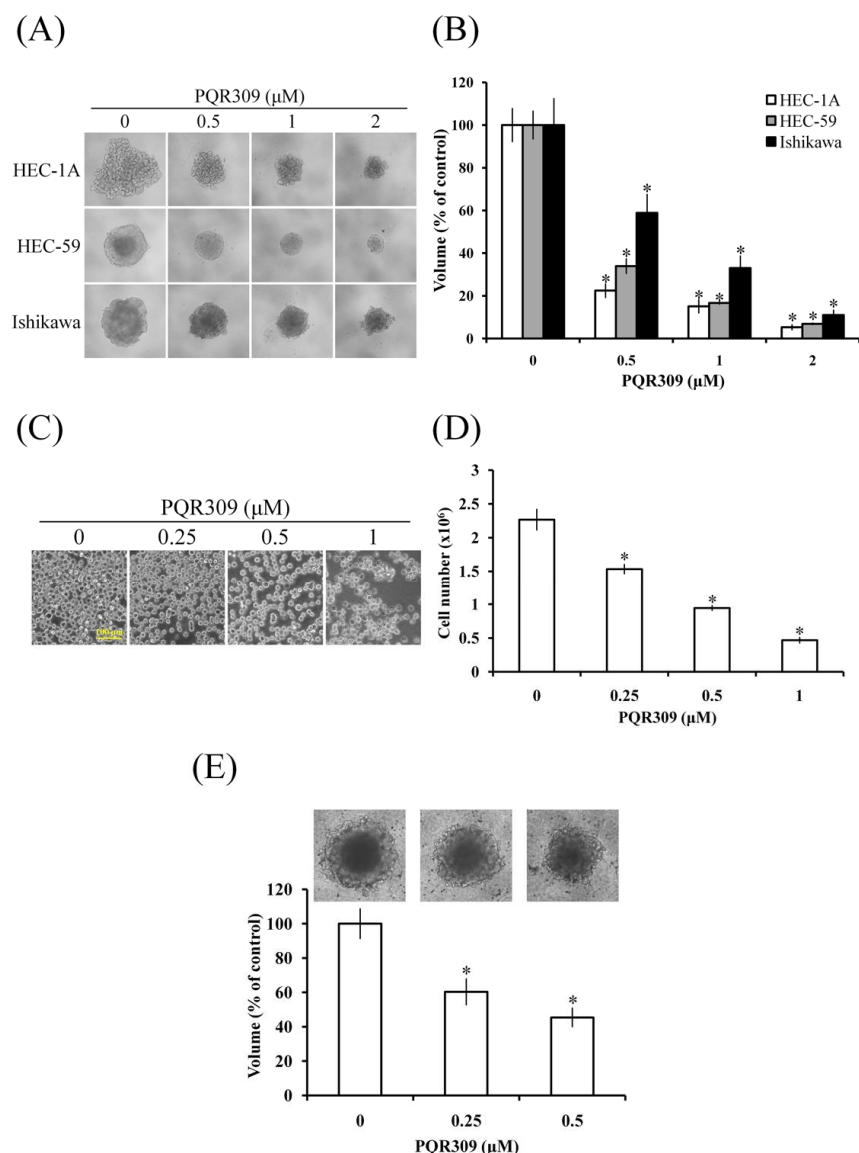 (A)
PQR309 (μM)
0 0.5 1 2
HEC-1A
HEC-59
Ishikawa
(B)
Volume (% of control)
120
100
80
60
40
20
0
HEC-1A
HEC-59
Ishikawa
* * *
* * *
* * *
0 0.5 1 2
PQR309 (μM)
(C)
PQR309 (μM)
0 0.25 0.5 1
100 μm
(D)
Cell number (x10⁶)
3
2.5
2
1.5
1
0.5
0
*
*
*
0 0.25 0.5 1
PQR309 (μM)
(E)
Volume (% of control)
120
100
80
60
40
20
0
*
*
0 0.25 0.5
PQR309 (μM)